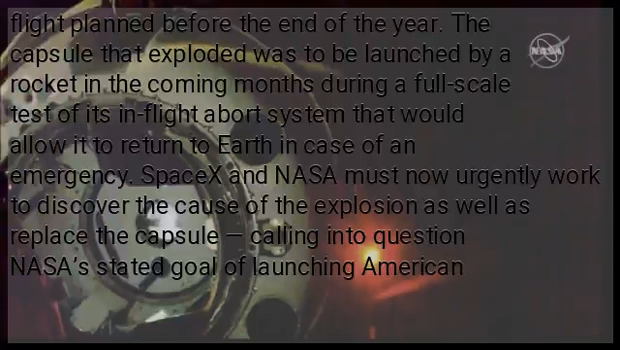 flight planned before the end of the year. The
capsule that exploded was to be launched by a
NASA
rocket in the coming months during a full-scale
test of its in-flight abort system that would
allow it to return to Earth in case of an
emergency. SpaceX and NASA must now urgently work
to discover the cause of the explosion as well as
replace the capsule — calling into question
NASA’s stated goal of launching American